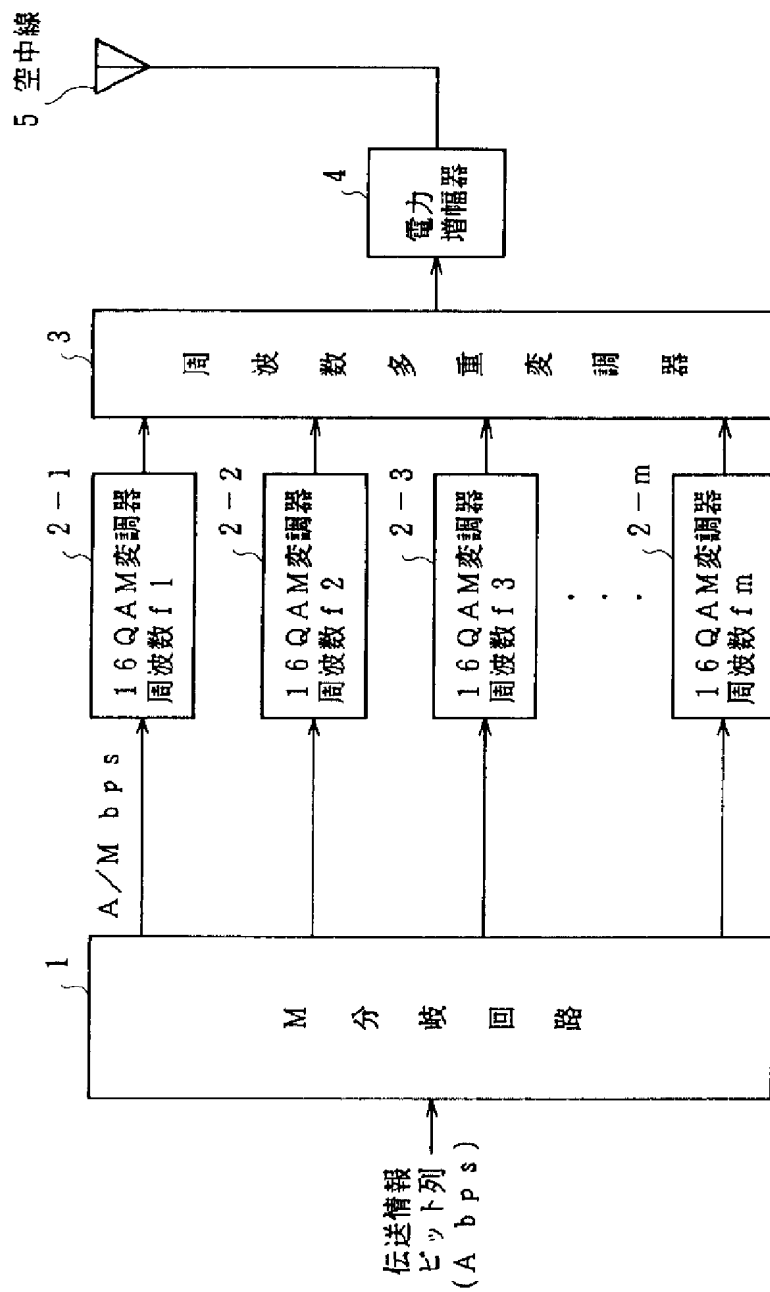 伝送情報
ビット列
(A bps)
1
M分岐回路
A/M bps
2-1
16QAM変調器
周波数f1
2-2
16QAM変調器
周波数f2
2-3
16QAM変調器
周波数f3
・・・
2-m
16QAM変調器
周波数fm
3
周波数多重変調器
4
電力
増幅器
5 空中線